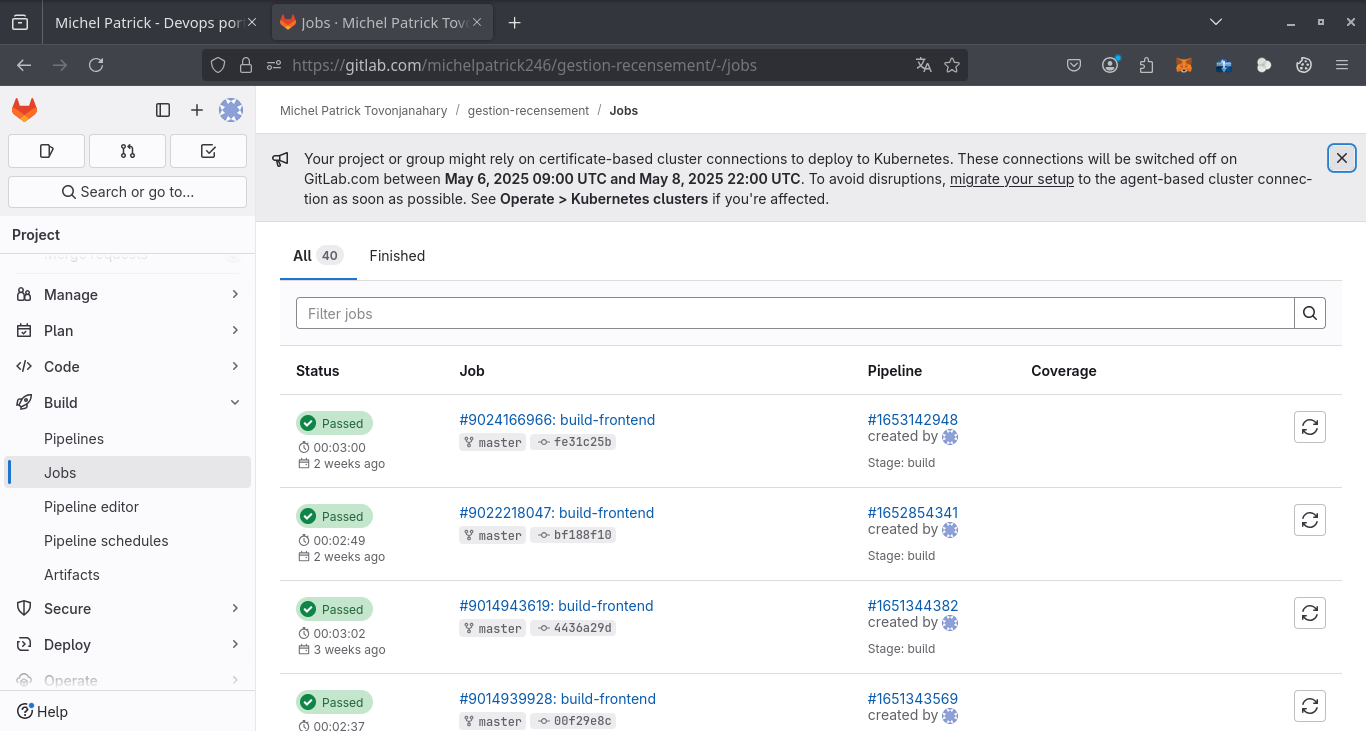 Michel Patrick - Devops por
Jobs · Michel Patrick Tov
https://gitlab.com/michelpatrick246/gestion-recensement/-/jobs
Michel Patrick Tovonjanahary / gestion-recensement / Jobs
Your project or group might rely on certificate-based cluster connections to deploy to Kubernetes. These connections will be switched off on
GitLab.com between May 6, 2025 09:00 UTC and May 8, 2025 22:00 UTC. To avoid disruptions, migrate your setup to the agent-based cluster connec-
tion as soon as possible. See Operate > Kubernetes clusters if you're affected.
Search or go to...
Project
Merge requests
Manage
Plan
Code
Build
Pipelines
Jobs
Pipeline editor
Pipeline schedules
Artifacts
Secure
Deploy
Operate
Help
All 40
Finished
Filter jobs
Status Job Pipeline Coverage
Passed #9024166966: build-frontend #1653142948
master fe31c25b created by
00:03:00
2 weeks ago Stage: build
Passed #9022218047: build-frontend #1652854341
master bf188f10 created by
00:02:49
2 weeks ago Stage: build
Passed #9014943619: build-frontend #1651344382
master 4436a29d created by
00:03:02
3 weeks ago Stage: build
Passed #9014939928: build-frontend #1651343569
master 00f29e8c created by
00:02:37